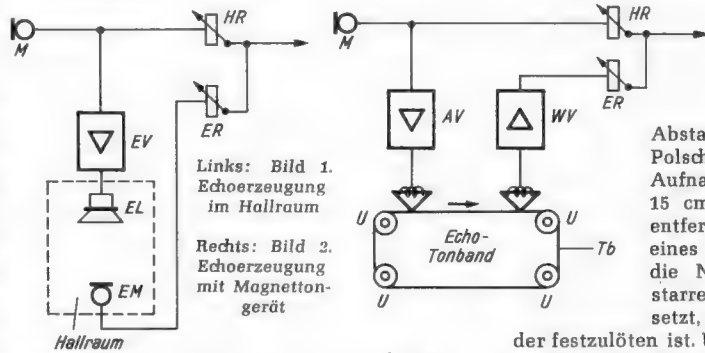 M
HR
ER
EV
EL
EM
Hallraum
Links: Bild 1.
Echoerzeugung
im Hallraum
Rechts: Bild 2.
Echoerzeugung
mit Magnetton-
gerät
M
HR
ER
AV
WV
U
U
Echo-
Tonband
Tb
U
U
Absta
Polsch
Aufna
15 cm
entfer
eines
die N
starre
setzt,
der festzulöten ist. U